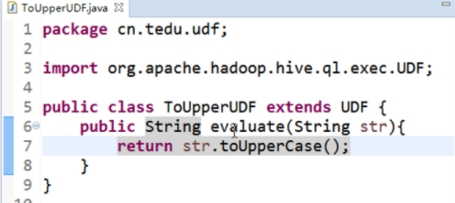 ToUpperUDF.java
1 package cn.tedu.udf;
2
3 import org.apache.hadoop.hive.ql.exec.UDF;
4
5 public class ToUpperUDF extends UDF {
6 public String evaluate(String str){
7 return str.toUpperCase();
8 }
9 }
10